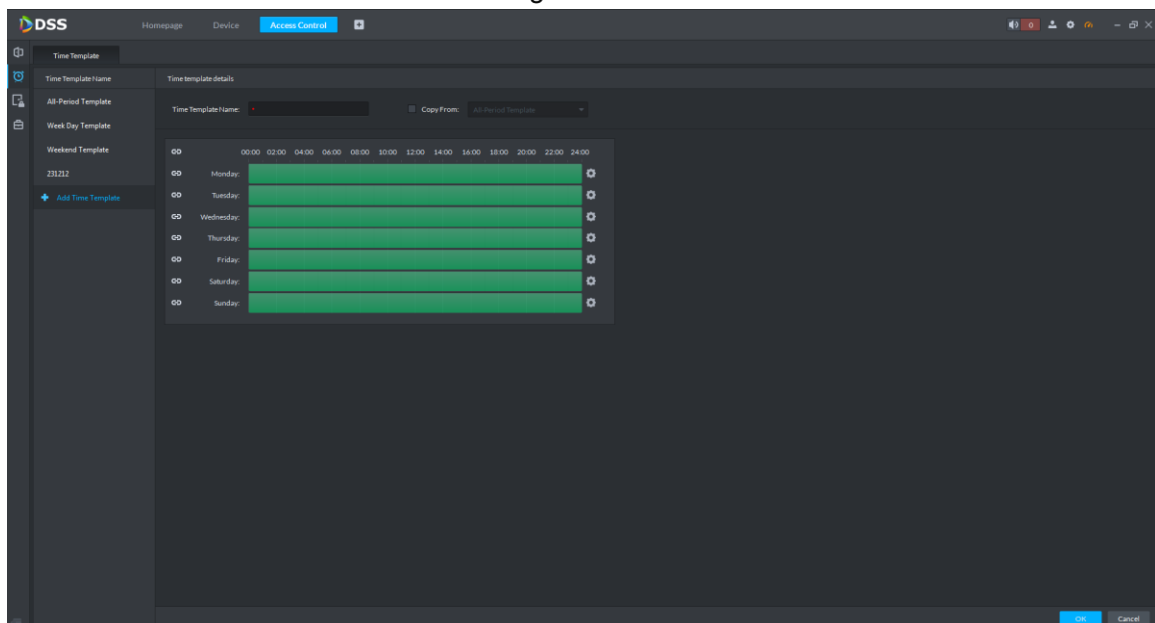 DSS Homepage Device Access Control
0
Time Template
Time Template Name
Time template details
All-Period Template
Time Template Name: *
Copy From: All-Period Template
Week Day Template
Weekend Template
00:00 02:00 04:00 06:00 08:00 10:00 12:00 14:00 16:00 18:00 20:00 22:00 24:00
231212
Monday:
Add Time Template
Tuesday:
Wednesday:
Thursday:
Friday:
Saturday:
Sunday:
OK Cancel